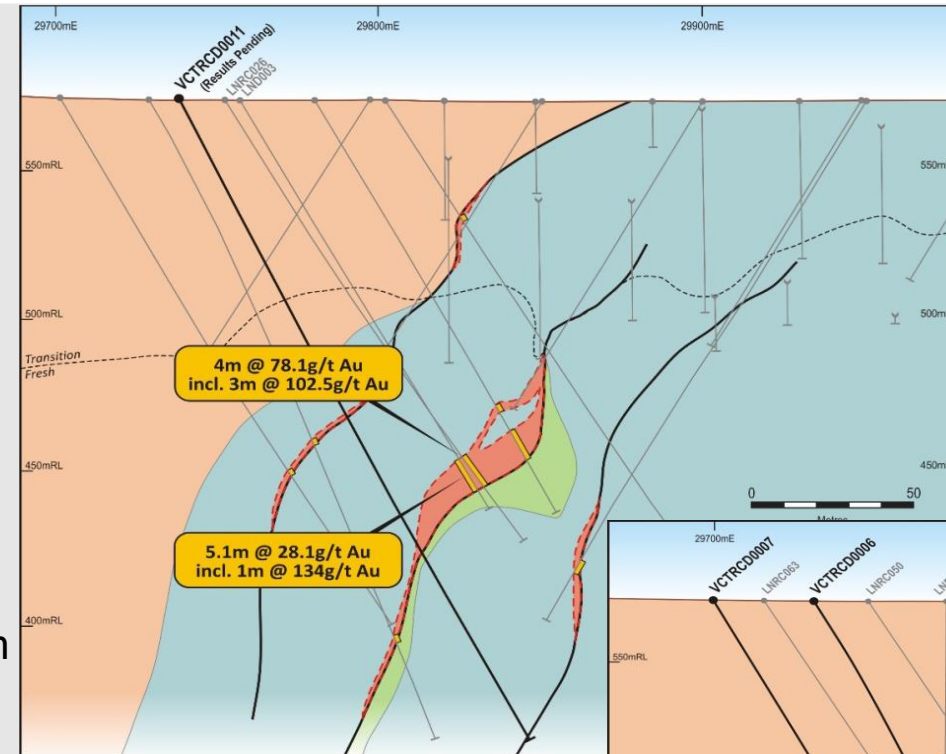 29700mE
29800mE
29900mE
VCTRCD0011
(Results Pending)
LNRC026
LND003
550mRL
550m
500mRL
500m
Transition
Fresh
4m @ 78.1g/t Au
incl. 3m @ 102.5g/t Au
450mRL
450m
0 50
5.1m @ 28.1g/t Au
incl. 1m @ 134g/t Au
400mRL
29700mE
VCTRCD0007
LNRC063
VCTRCD0006
LNRC050
550mRL